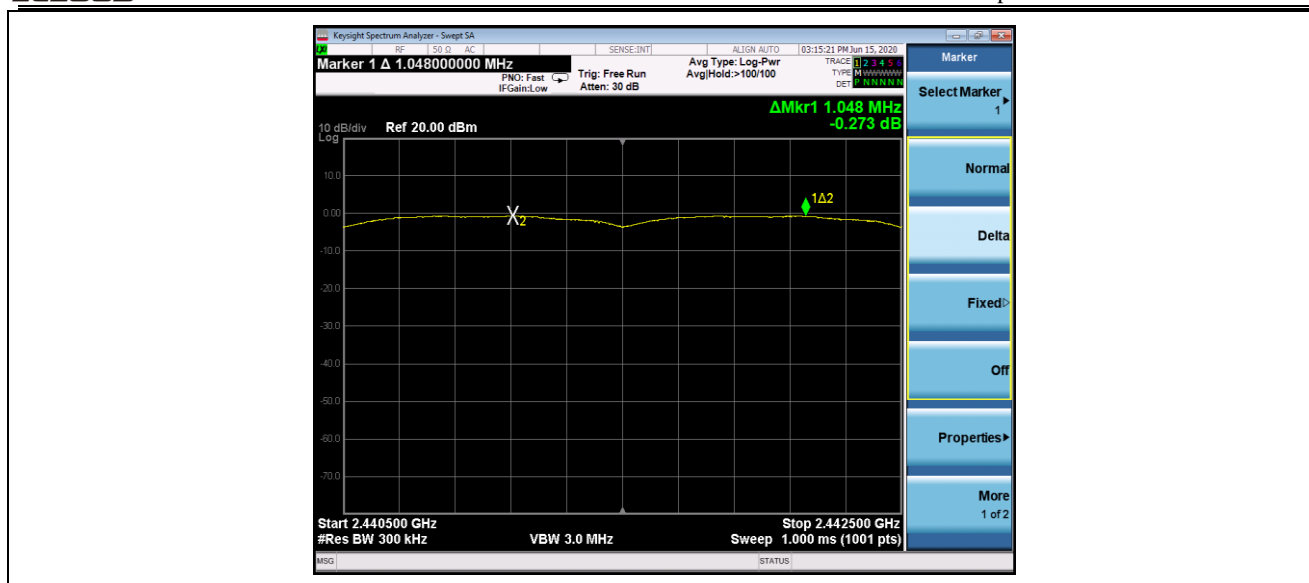 Keysight Spectrum Analyzer - Swept SA
RF 50 Ω AC SENSE:INT ALIGN AUTO 03:15:21 PM Jun 15, 2020
Marker 1 Δ 1.048000000 MHz
PNO: Fast
IFGain:Low
Trig: Free Run
Atten: 30 dB
Avg Type: Log-Pwr
Avg|Hold:>100/100
TRACE 1 2 3 4 5 6
TYPE M WWWWW
DET P N N N N N
ΔMkr1 1.048 MHz
-0.273 dB
10 dB/div Ref 20.00 dBm
Log
10.0
0.00
-10.0
-20.0
-30.0
-40.0
-50.0
-60.0
-70.0
X2
1Δ2
Start 2.440500 GHz
Stop 2.442500 GHz
#Res BW 300 kHz
VBW 3.0 MHz
Sweep 1.000 ms (1001 pts)
MSG
STATUS
Marker
Select Marker
1
Normal
Delta
Fixed
Off
Properties
More
1 of 2